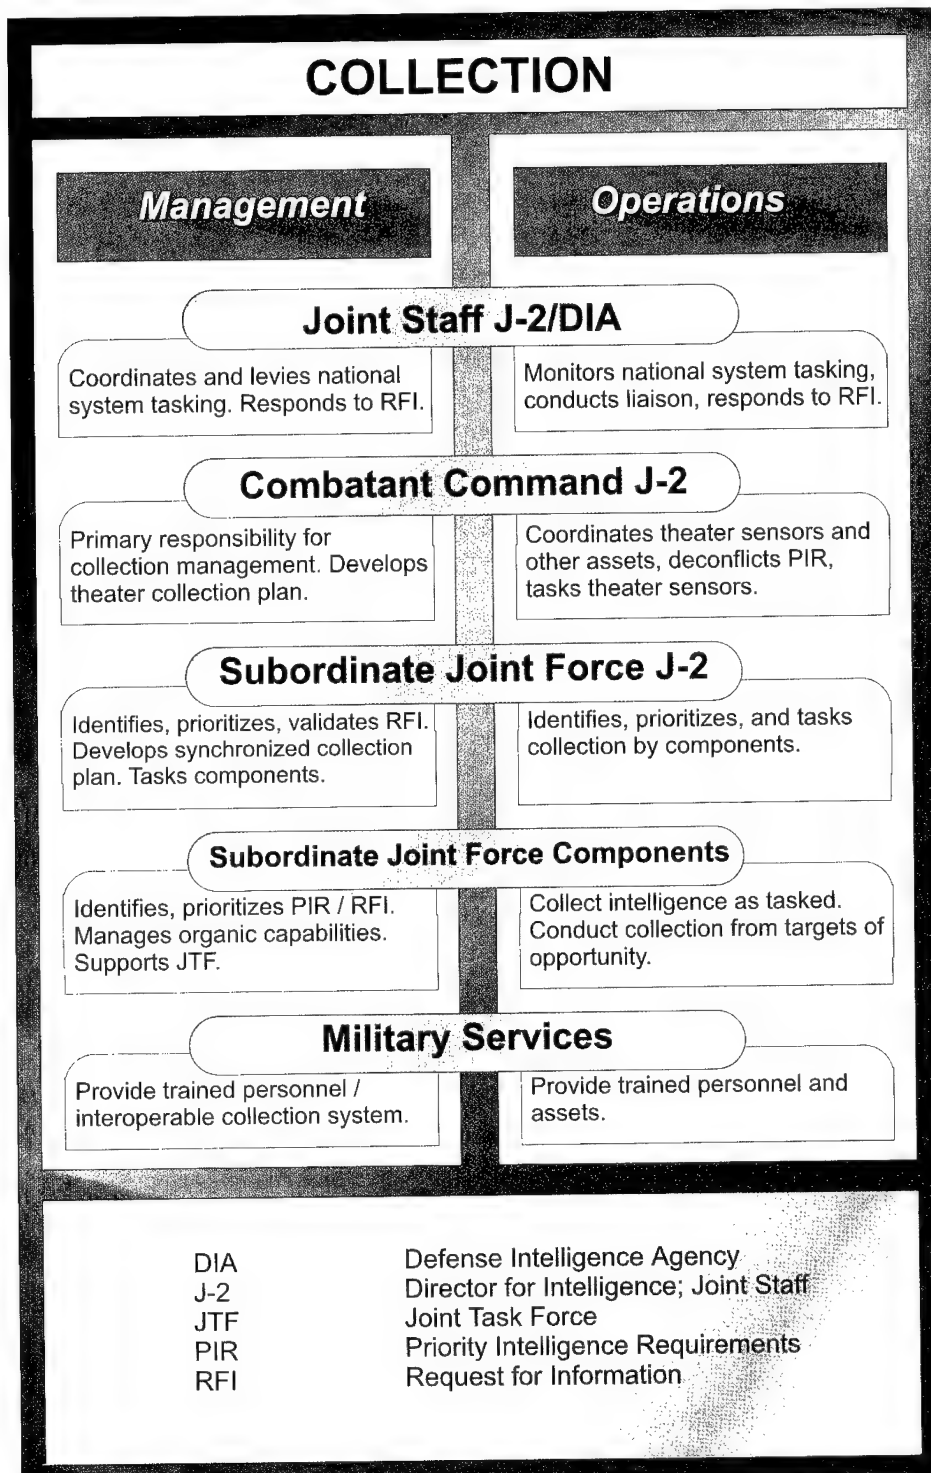 COLLECTION
Management
Operations
Joint Staff J-2/DIA
Coordinates and levies national
system tasking. Responds to RFI.
Monitors national system tasking,
conducts liaison, responds to RFI.
Combatant Command J-2
Primary responsibility for
collection management. Develops
theater collection plan.
Coordinates theater sensors and
other assets, deconflicts PIR,
tasks theater sensors.
Subordinate Joint Force J-2
Identifies, prioritizes, validates RFI.
Develops synchronized collection
plan. Tasks components.
Identifies, prioritizes, and tasks
collection by components.
Subordinate Joint Force Components
Identifies, prioritizes PIR / RFI.
Manages organic capabilities.
Supports JTF.
Collect intelligence as tasked.
Conduct collection from targets of
opportunity.
Military Services
Provide trained personnel /
interoperable collection system.
Provide trained personnel and
assets.
DIA Defense Intelligence Agency
J-2 Director for Intelligence; Joint Staff
JTF Joint Task Force
PIR Priority Intelligence Requirements
RFI Request for Information